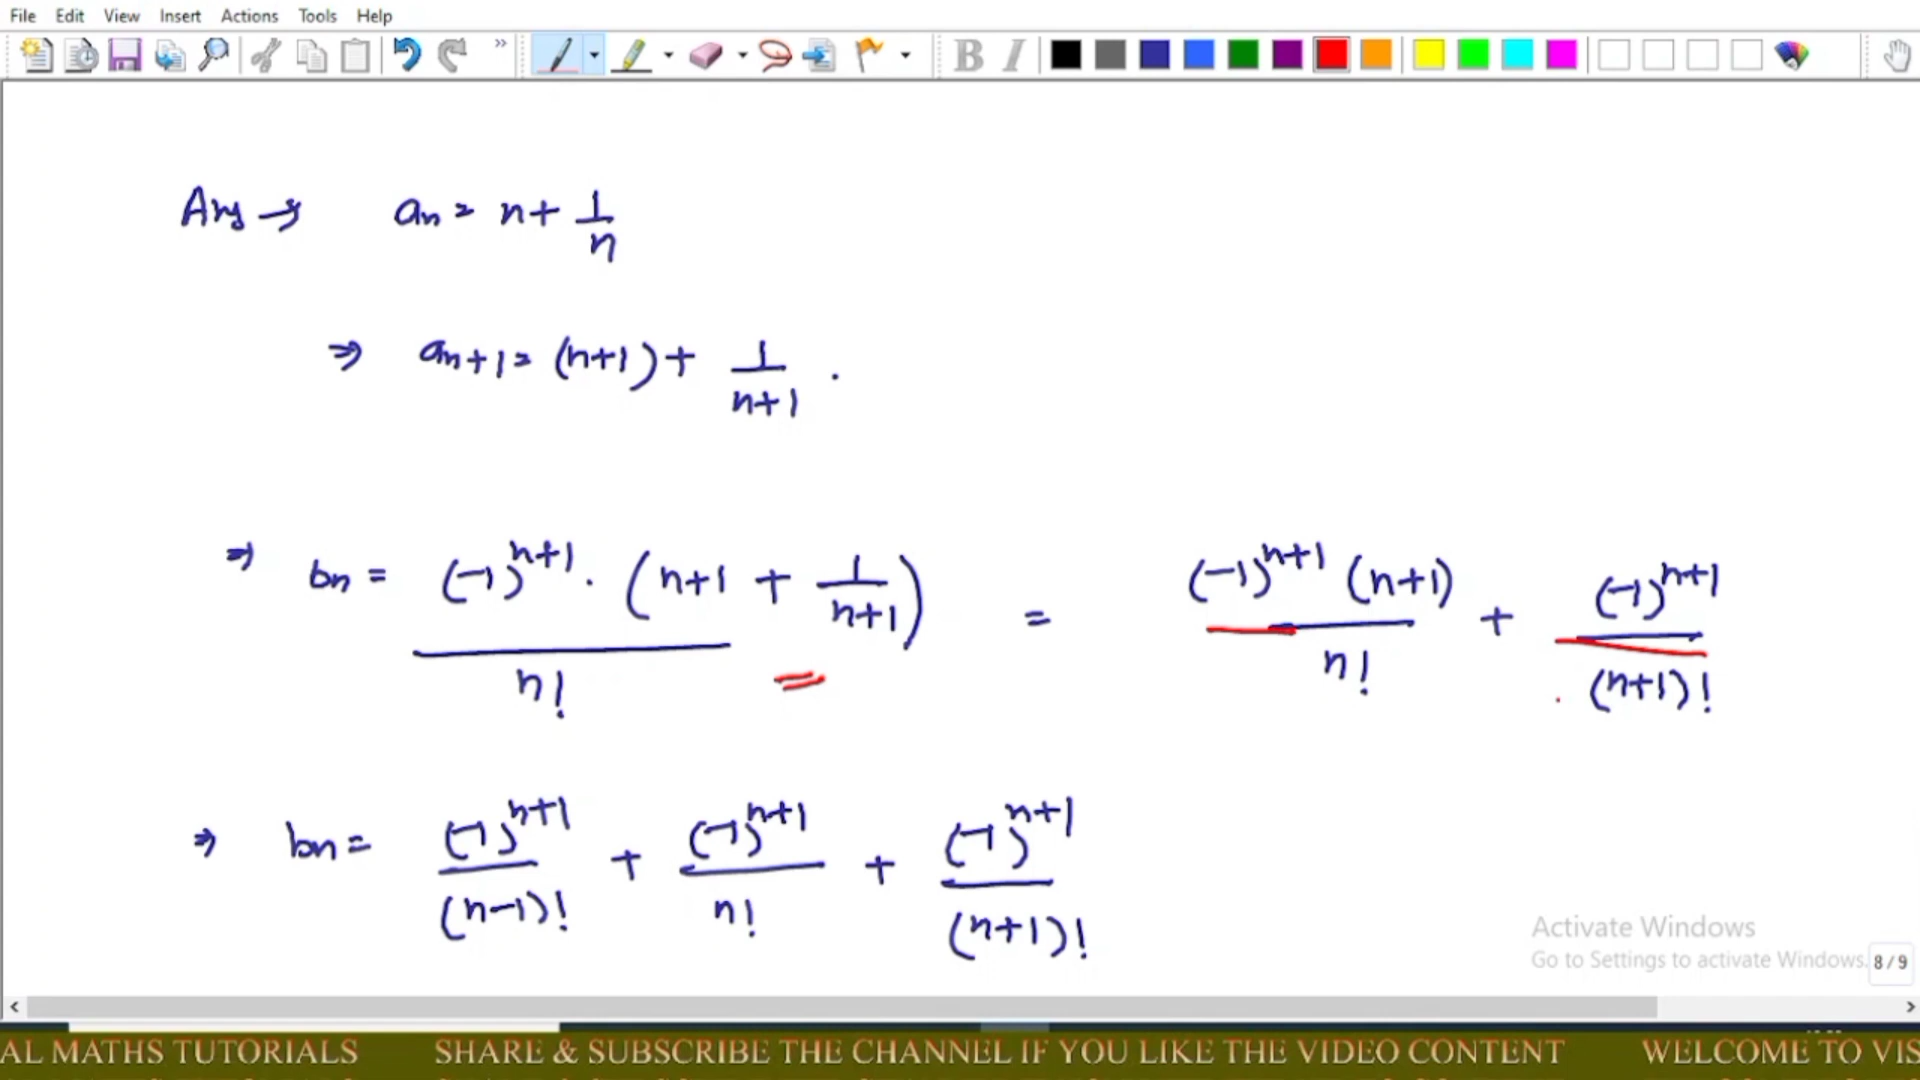 File Edit View Insert Actions Tools Help
» B I
Ans → an = n + 1/n
⇒ an+1 = (n+1) + 1/(n+1) .
⇒ bn = (-1)^(n+1) . (n+1 + 1/(n+1)) / n! = (-1)^(n+1) (n+1) / n! + (-1)^(n+1) / (n+1)!
⇒ bn = (-1)^(n+1) / (n-1)! + (-1)^(n+1) / n! + (-1)^(n+1) / (n+1)!
Activate Windows
Go to Settings to activate Windows.
8 / 9
AL MATHS TUTORIALS SHARE & SUBSCRIBE THE CHANNEL IF YOU LIKE THE VIDEO CONTENT WELCOME TO VIS